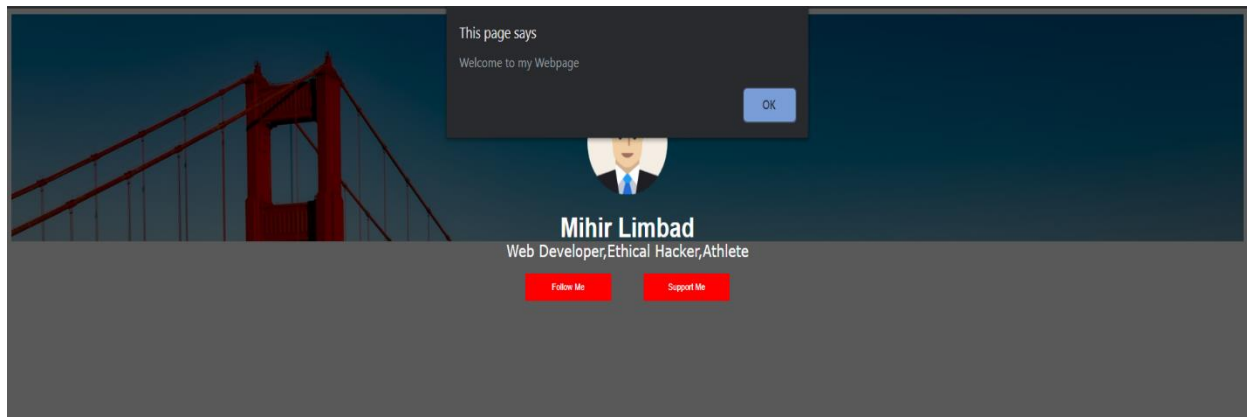 This page says
Welcome to my Webpage
OK
Mihir Limbad
Web Developer,Ethical Hacker,Athlete
Follow Me
Support Me